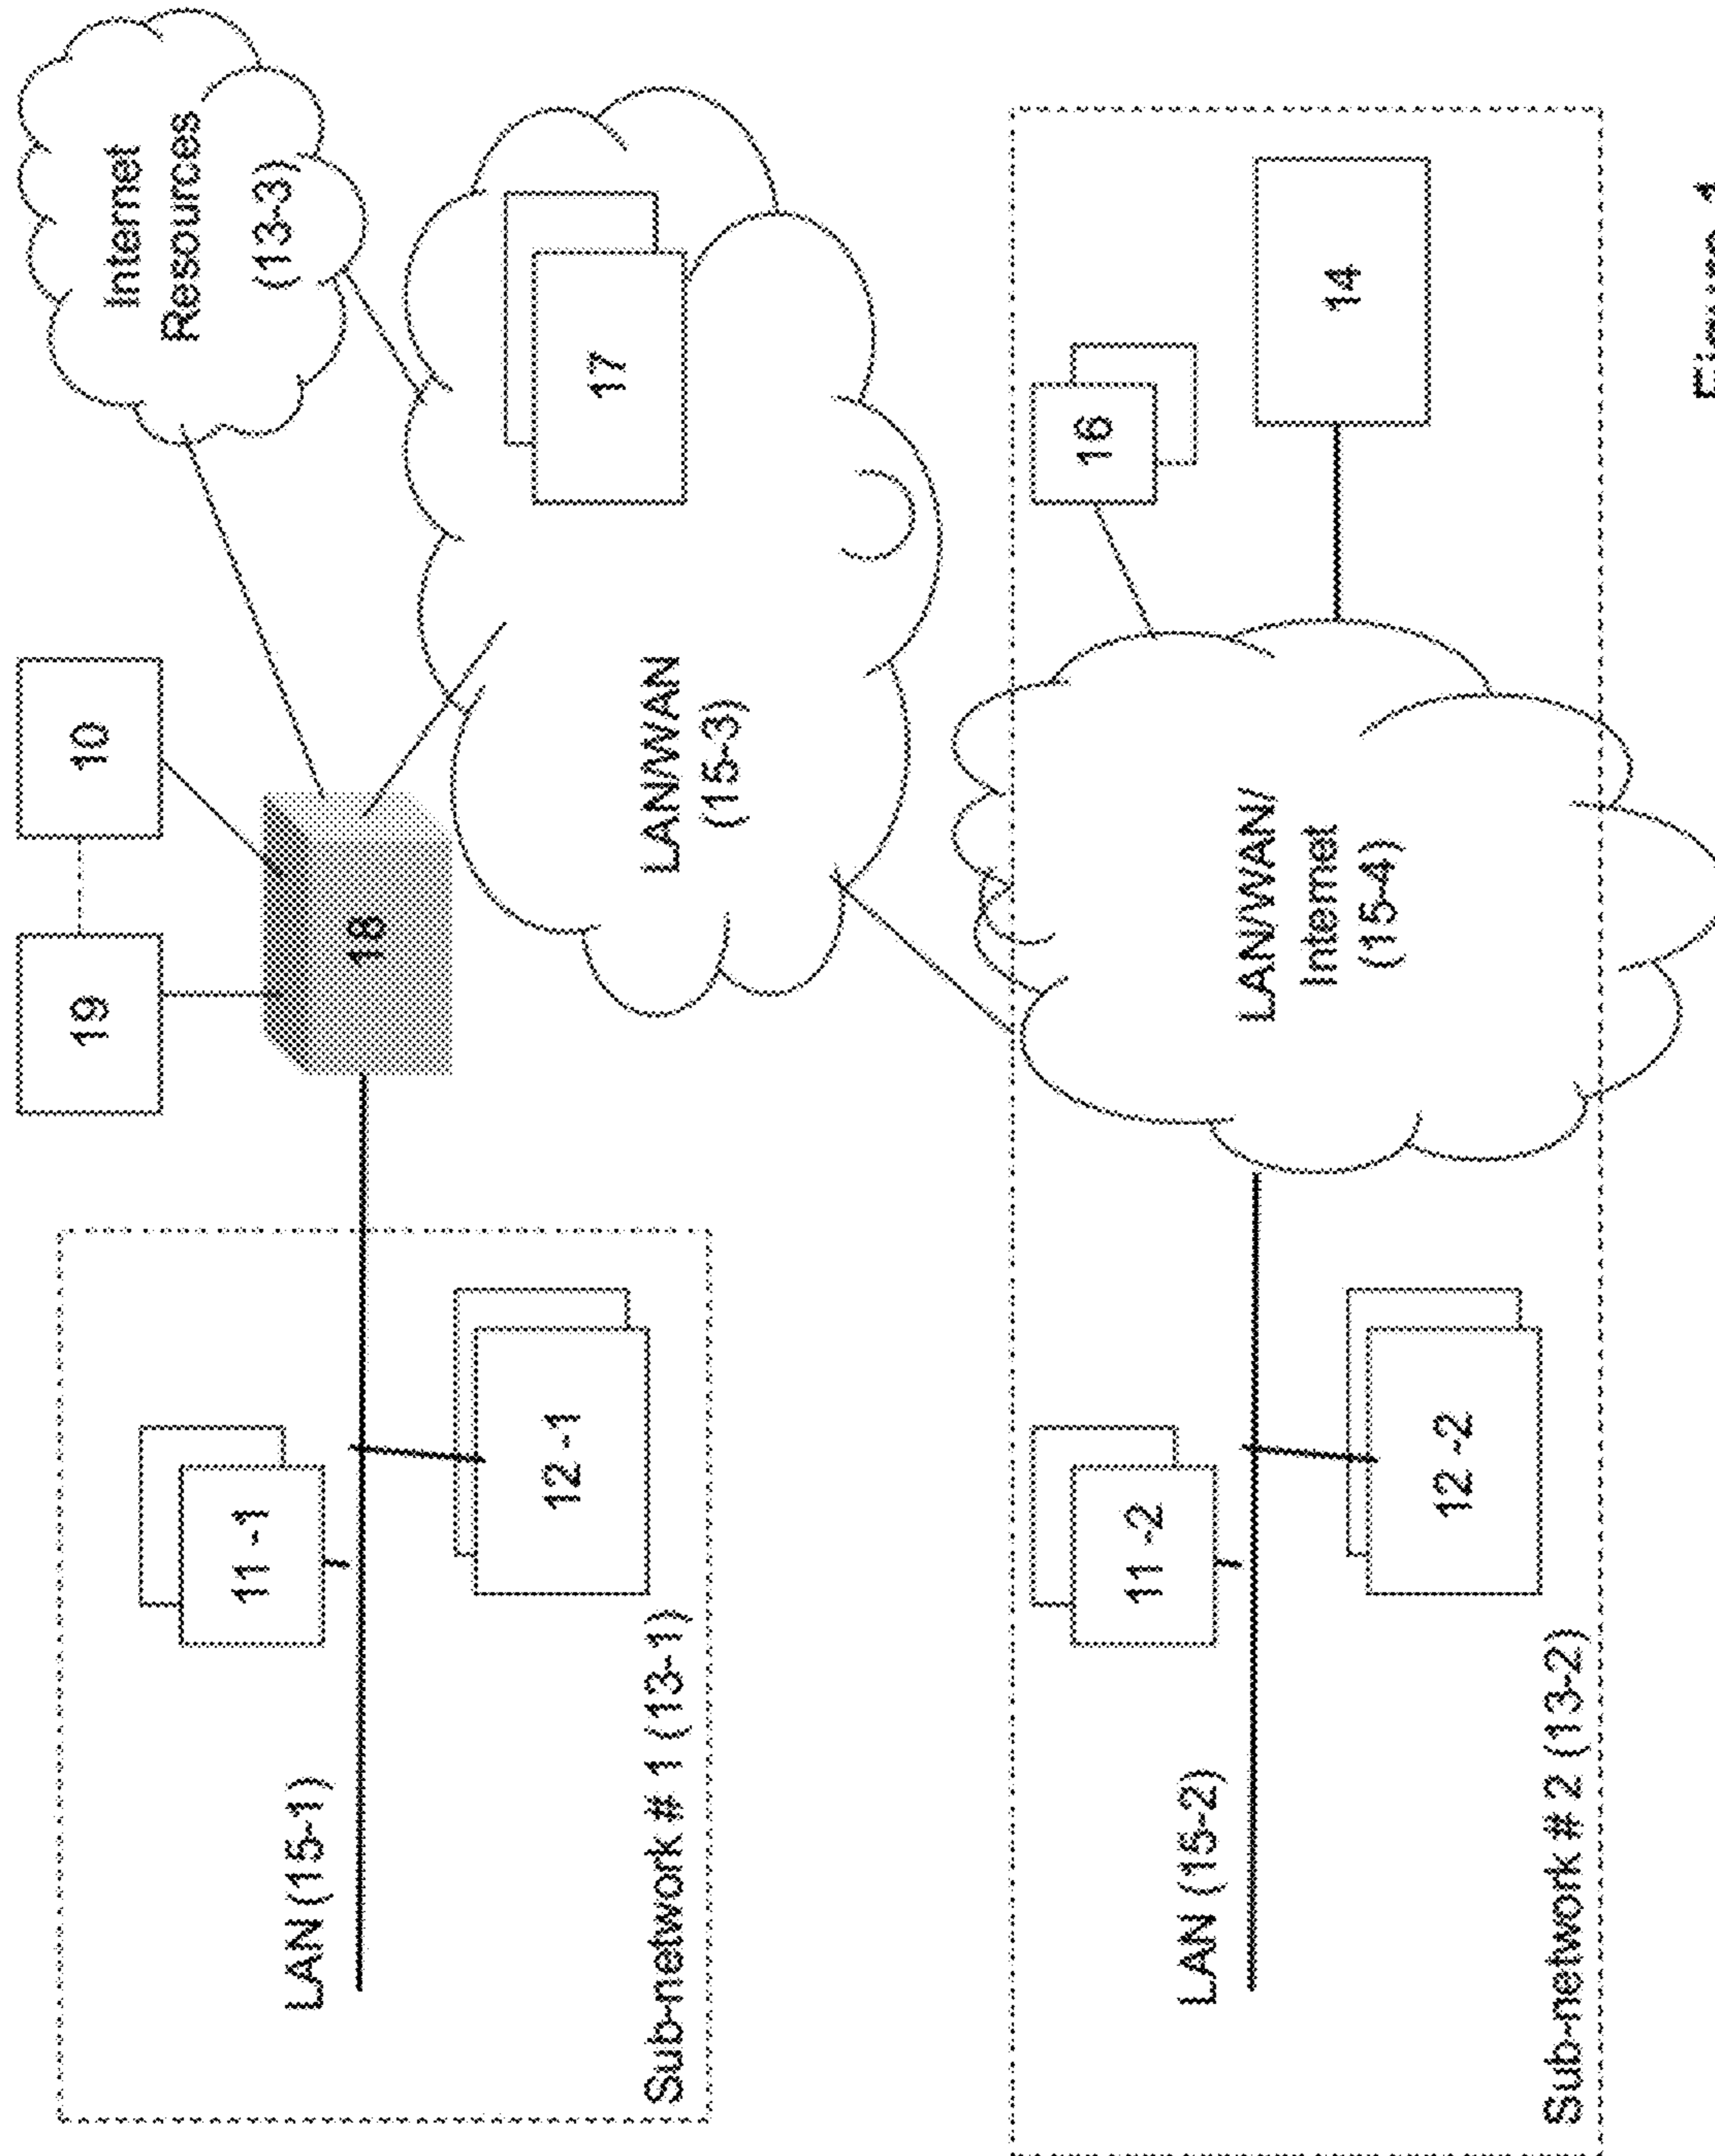 19
10
Internet
Resources
(13-3)
11 -1
LAN (15-1)
18
12 -1
17
LAN/WAN
(15-3)
Sub-network # 1 (13-1)
16
11 -2
LAN (15-2)
LAN/WAN/
Internet
(15-4)
14
12 -2
Sub-network # 2 (13-2)
Figure 1